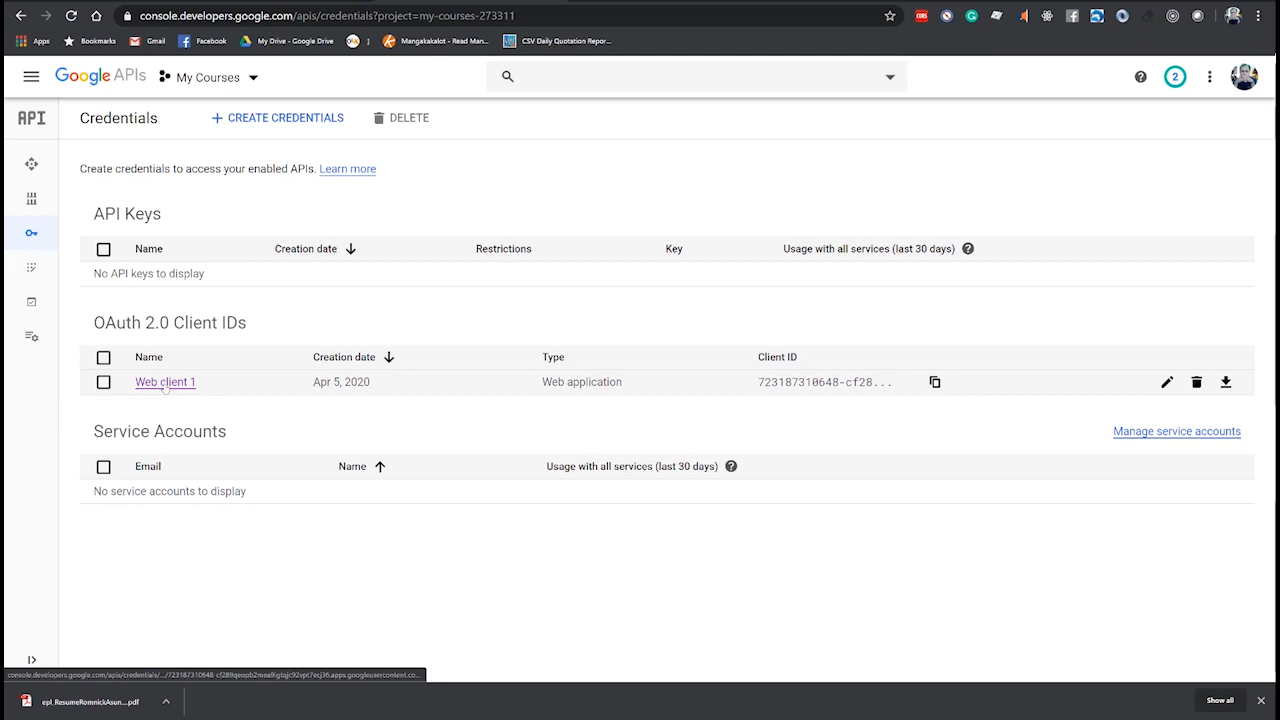 console.developers.google.com/apis/credentials?project=my-courses-273311
Apps Bookmarks Gmail Facebook My Drive - Google Drive Mangakakalot - Read Man... CSV Daily Quotation Repor...
Google APIs My Courses 2
API Credentials CREATE CREDENTIALS DELETE
Create credentials to access your enabled APIs. Learn more
API Keys
Name Creation date Restrictions Key Usage with all services (last 30 days)
No API keys to display
OAuth 2.0 Client IDs
Name Creation date Type Client ID
Web client 1 Apr 5, 2020 Web application 723187310648-cf28...
Service Accounts Manage service accounts
Email Name Usage with all services (last 30 days)
No service accounts to display
epl_ResumeRomnickAsun....pdf Show all